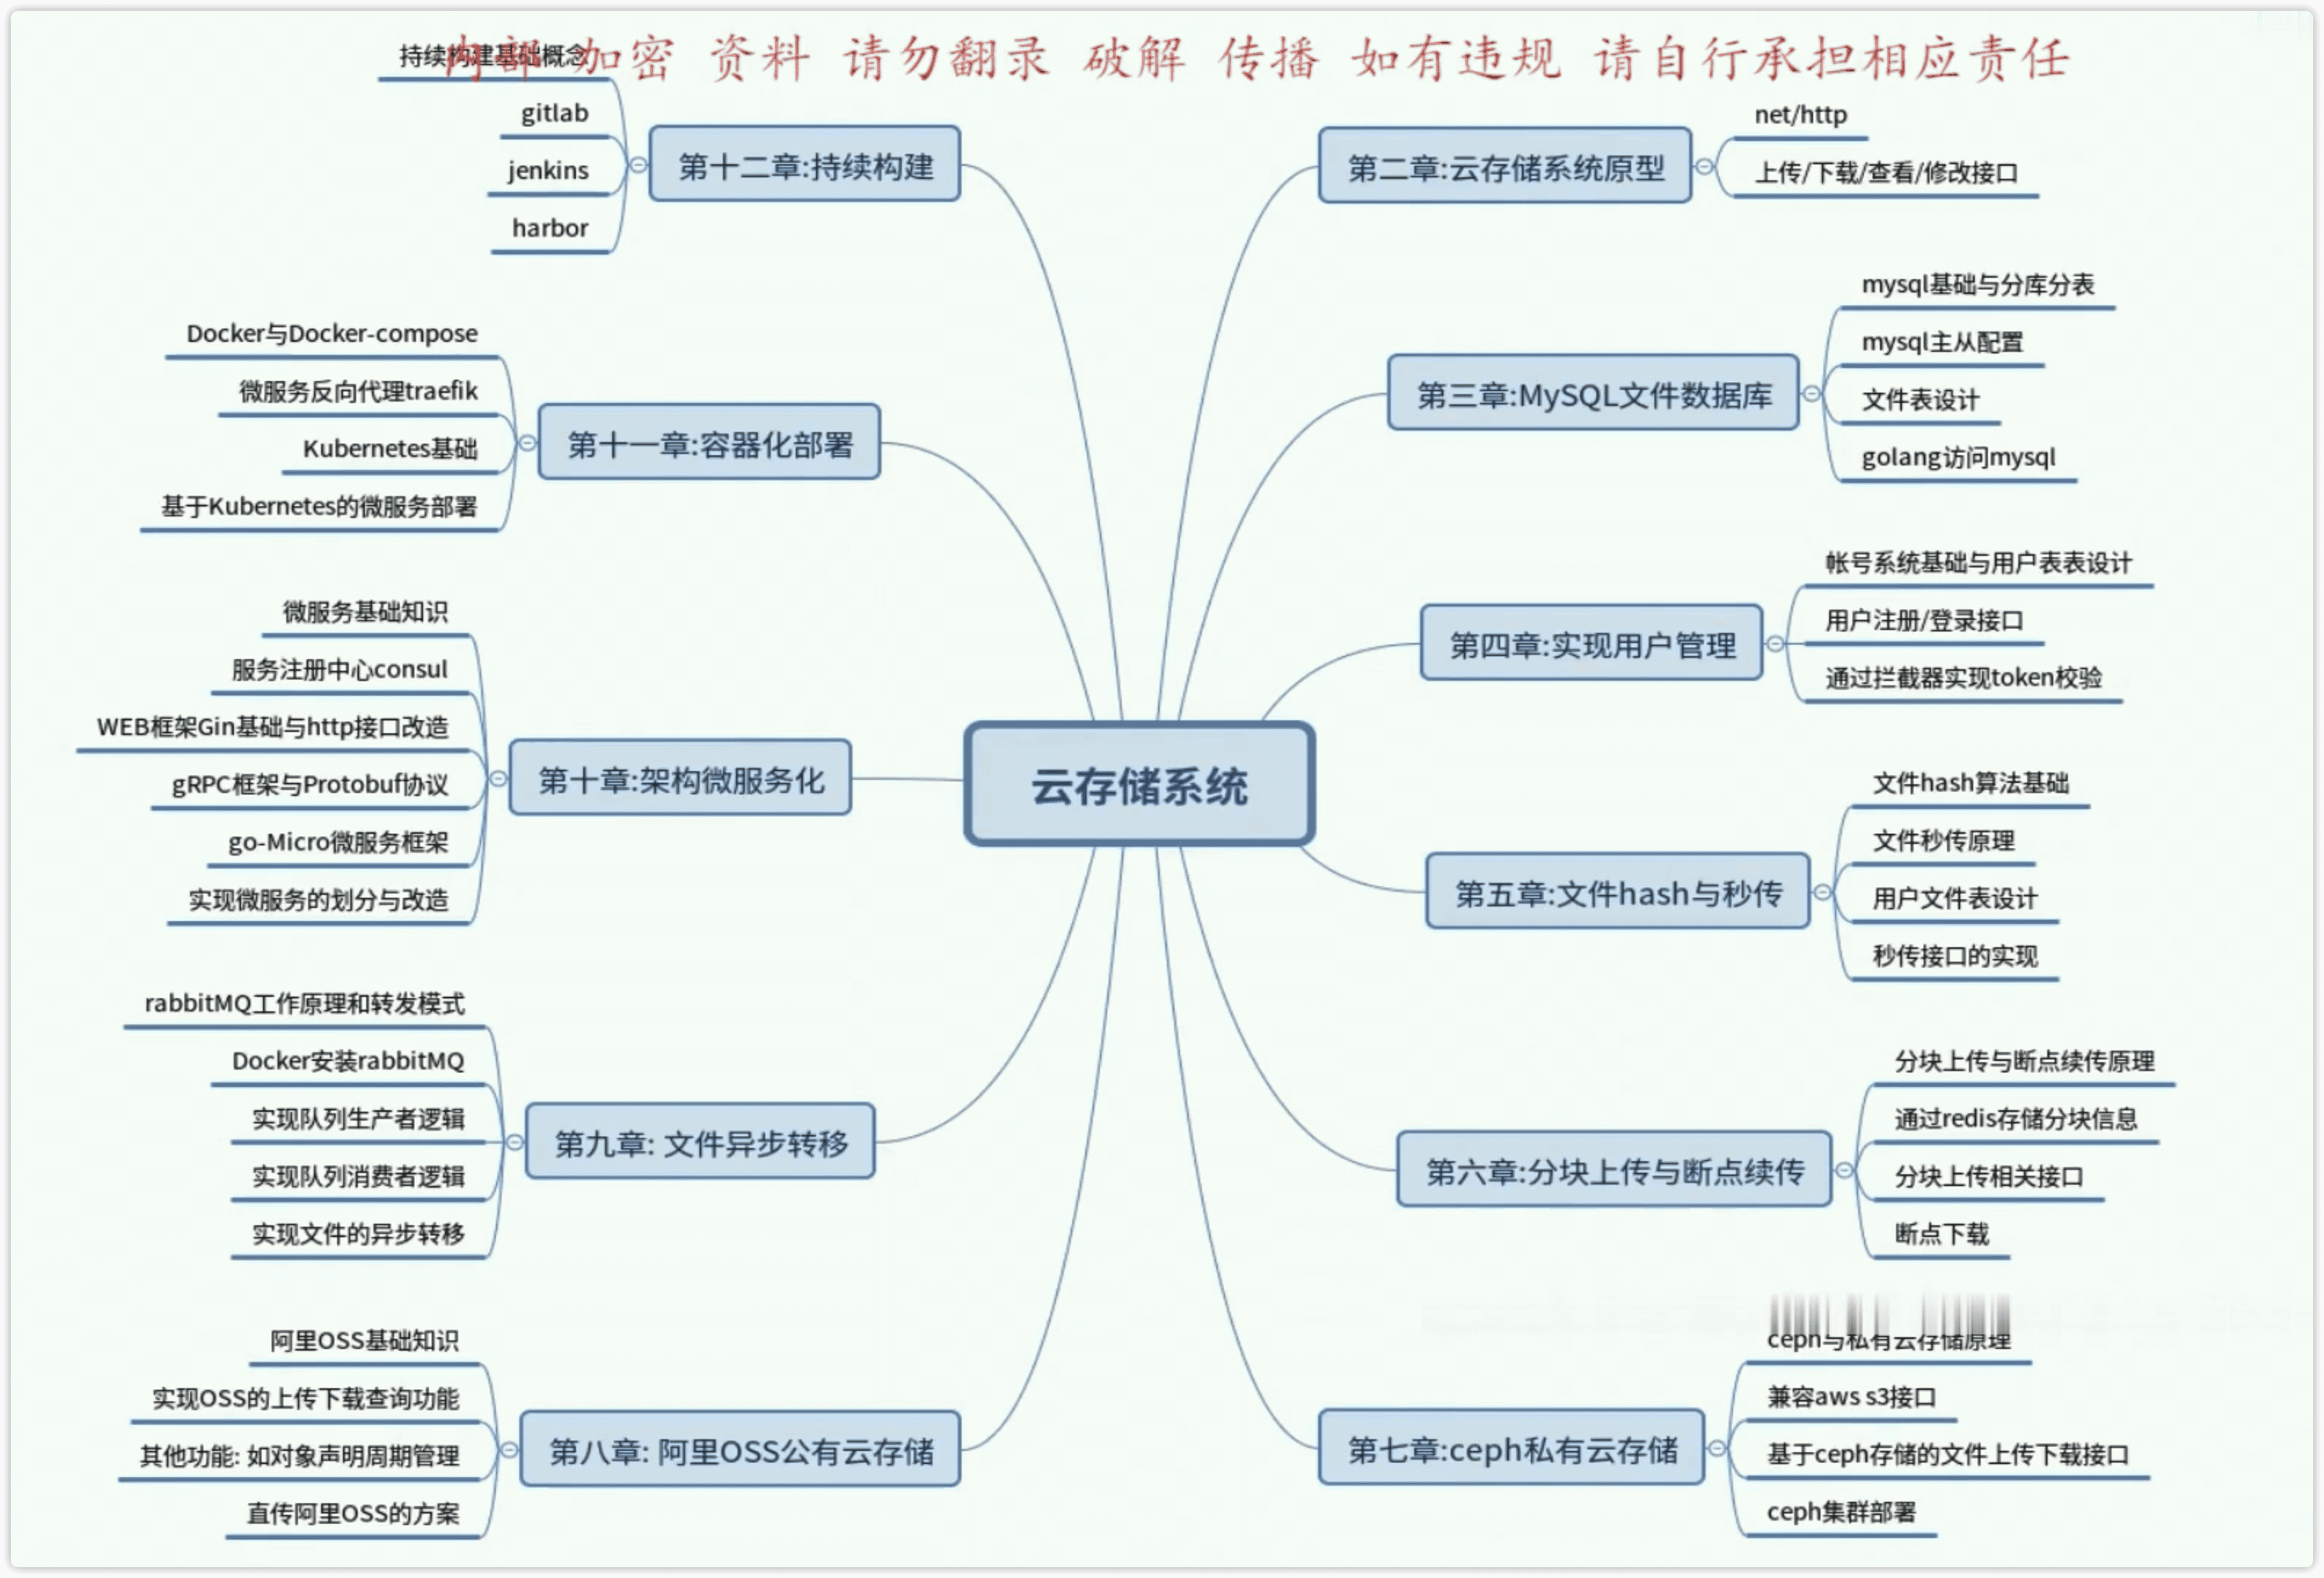 内部 加密 资料 请勿翻录 破解 传播 如有违规 请自行承担相应责任
云存储系统
第二章:云存储系统原型
net/http
上传/下载/查看/修改接口
第三章:MySQL文件数据库
mysql基础与分库分表
mysql主从配置
文件表设计
golang访问mysql
第四章:实现用户管理
帐号系统基础与用户表表设计
用户注册/登录接口
通过拦截器实现token校验
第五章:文件hash与秒传
文件hash算法基础
文件秒传原理
用户文件表设计
秒传接口的实现
第六章:分块上传与断点续传
分块上传与断点续传原理
通过redis存储分块信息
分块上传相关接口
断点下载
第七章:ceph私有云存储
ceph与私有云存储原理
兼容aws s3接口
基于ceph存储的文件上传下载接口
ceph集群部署
第八章: 阿里OSS公有云存储
阿里OSS基础知识
实现OSS的上传下载查询功能
其他功能: 如对象声明周期管理
直传阿里OSS的方案
第九章: 文件异步转移
rabbitMQ工作原理和转发模式
Docker安装rabbitMQ
实现队列生产者逻辑
实现队列消费者逻辑
实现文件的异步转移
第十章:架构微服务化
微服务基础知识
服务注册中心consul
WEB框架Gin基础与http接口改造
gRPC框架与Protobuf协议
go-Micro微服务框架
实现微服务的划分与改造
第十一章:容器化部署
Docker与Docker-compose
微服务反向代理traefik
Kubernetes基础
基于Kubernetes的微服务部署
第十二章:持续构建
持续构建基础概念
gitlab
jenkins
harbor